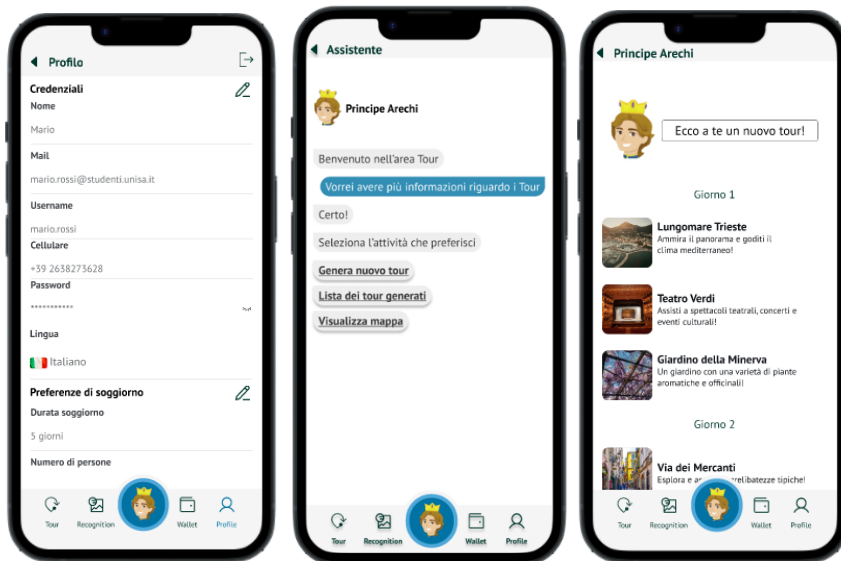 Profilo
Credenziali
Nome
Mario
Mail
mario.rossi@studenti.unisa.it
Username
mario.rossi
Cellulare
+39 2638273628
Password
***********
Lingua
Italiano
Preferenze di soggiorno
Durata soggiorno
5 giorni
Numero di persone
Tour
Recognition
Wallet
Profile
Assistente
Principe Arechi
Benvenuto nell'area Tour
Vorrei avere più informazioni riguardo i Tour
Certo!
Seleziona l'attività che preferisci
Genera nuovo tour
Lista dei tour generati
Visualizza mappa
Tour
Recognition
Wallet
Profile
Principe Arechi
Ecco a te un nuovo tour!
Giorno 1
Lungomare Trieste
Ammira il panorama e goditi il
clima mediterraneo!
Teatro Verdi
Assisti a spettacoli teatrali, concerti e
eventi culturali!
Giardino della Minerva
Un giardino con una varietà di piante
aromatiche e officinali!
Giorno 2
Via dei Mercanti
Esplora e tipiche!
Tour
Recognition
Wallet
Profile